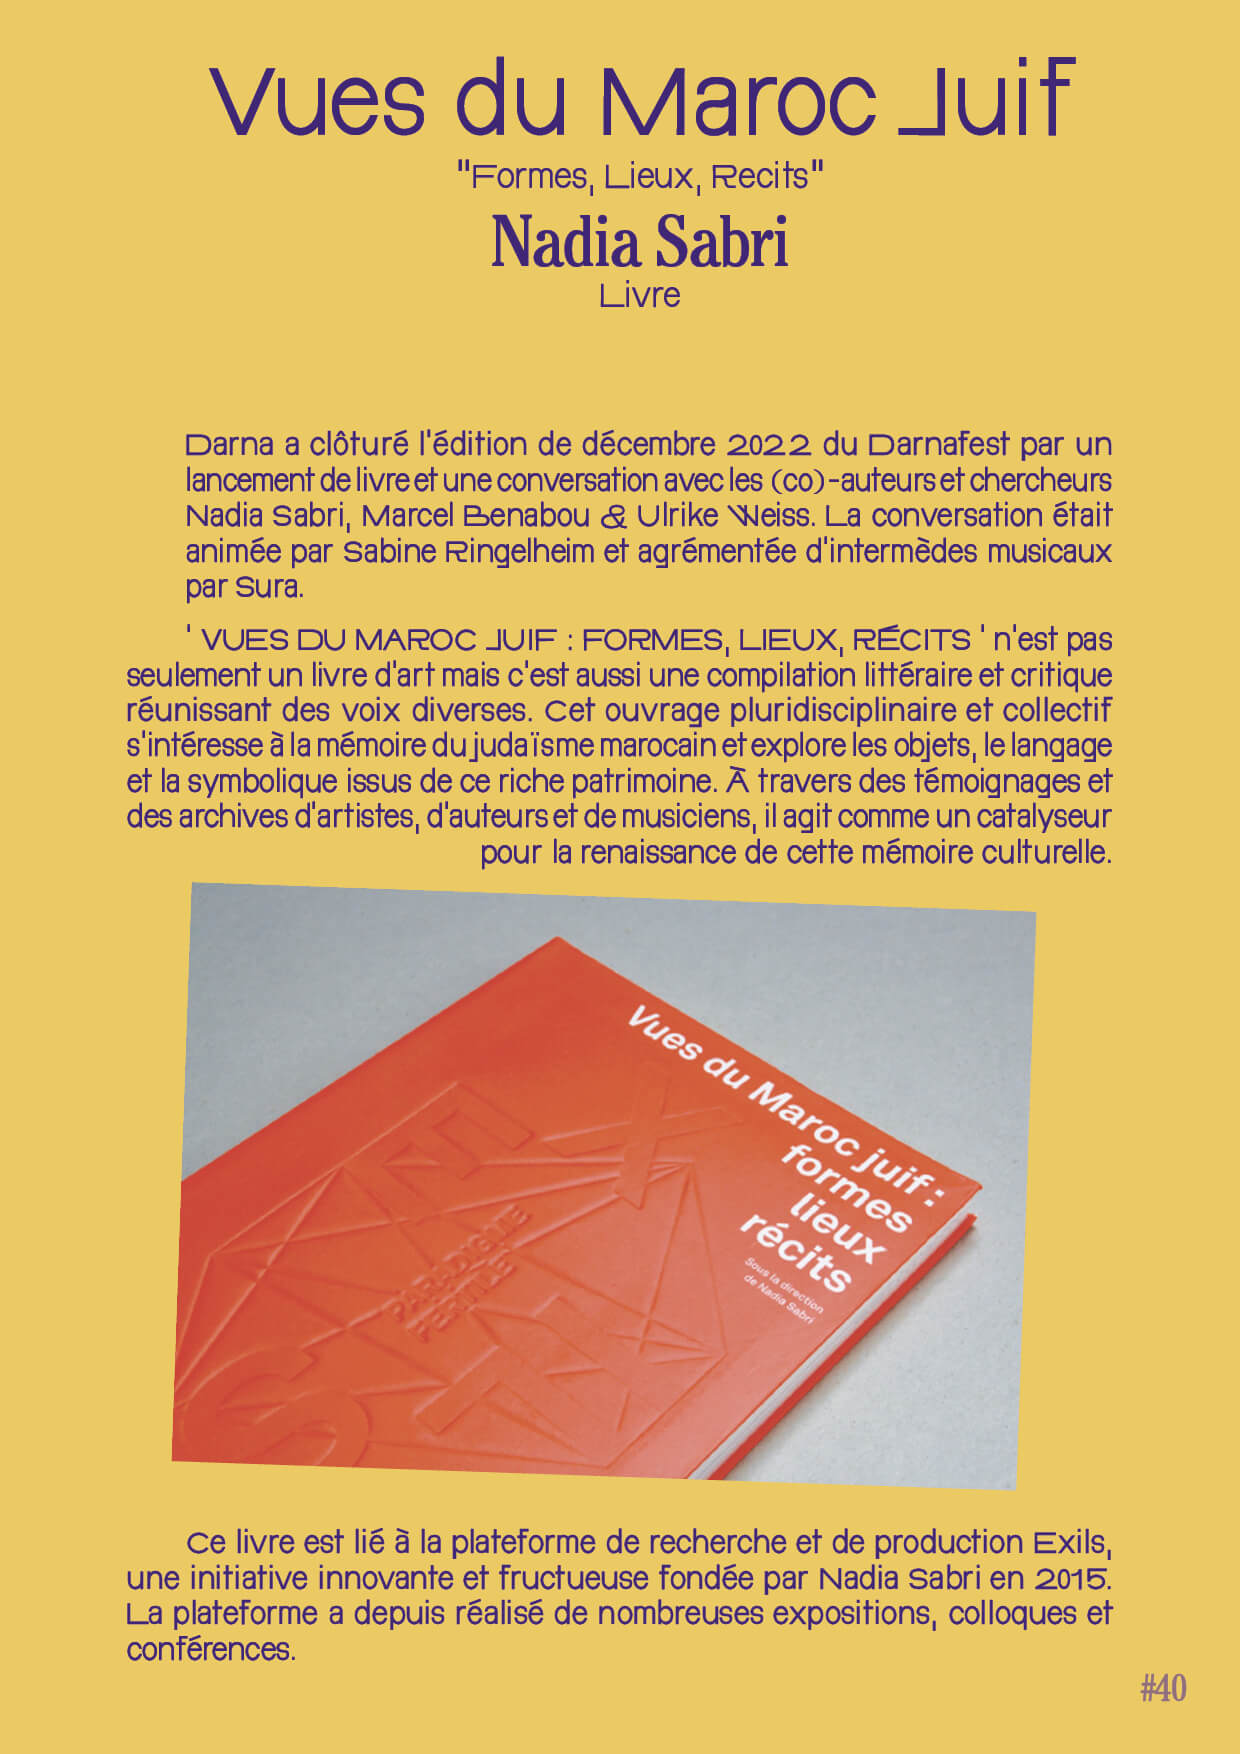 Vues du Maroc Juif
"Formes, Lieux, Recits"
Nadia Sabri
Livre
Darna a clôturé l'édition de décembre 2022 du Darnafest par un
lancement de livre et une conversation avec les (co)-auteurs et chercheurs
Nadia Sabri, Marcel Benabou & Ulrike Weiss. La conversation était
animée par Sabine Ringelheim et agrémentée d'intermèdes musicaux
par Sura.
' VUES DU MAROC JUIF : FORMES, LIEUX, RÉCITS ' n'est pas
seulement un livre d'art mais c'est aussi une compilation littéraire et critique
réunissant des voix diverses. Cet ouvrage pluridisciplinaire et collectif
s'intéresse à la mémoire du judaïsme marocain et explore les objets, le langage
et la symbolique issus de ce riche patrimoine. À travers des témoignages et
des archives d'artistes, d'auteurs et de musiciens, il agit comme un catalyseur
pour la renaissance de cette mémoire culturelle.
Vues du Maroc juif :
formes
lieux
récits
Sous la direction
de Nadia Sabri
PARADIGME
FERTILE
Ce livre est lié à la plateforme de recherche et de production Exils,
une initiative innovante et fructueuse fondée par Nadia Sabri en 2015.
La plateforme a depuis réalisé de nombreuses expositions, colloques et
conférences.
#40